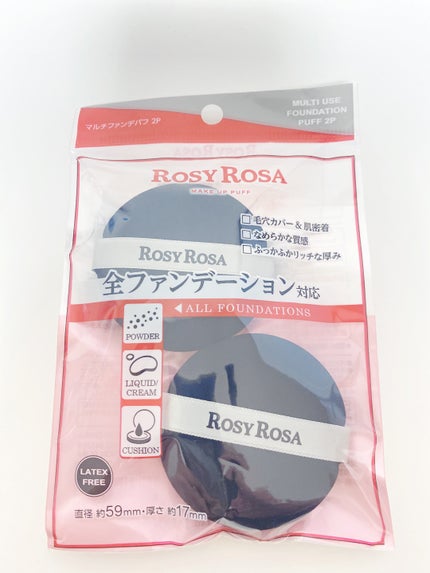 マルチファンデパフ 2P
MULTI USE
FOUNDATION
PUFF 2P
ROSY ROSA
MAKE UP PUFF
毛穴カバー&肌密着
なめらかな質感
ふっかふかリッチな厚み
ROSY ROSA
全ファンデーション対応
ALL FOUNDATIONS
POWDER
LIQUID/
CREAM
CUSHION
ROSY ROSA
LATEX
FREE
直径 約59mm・厚さ 約17mm